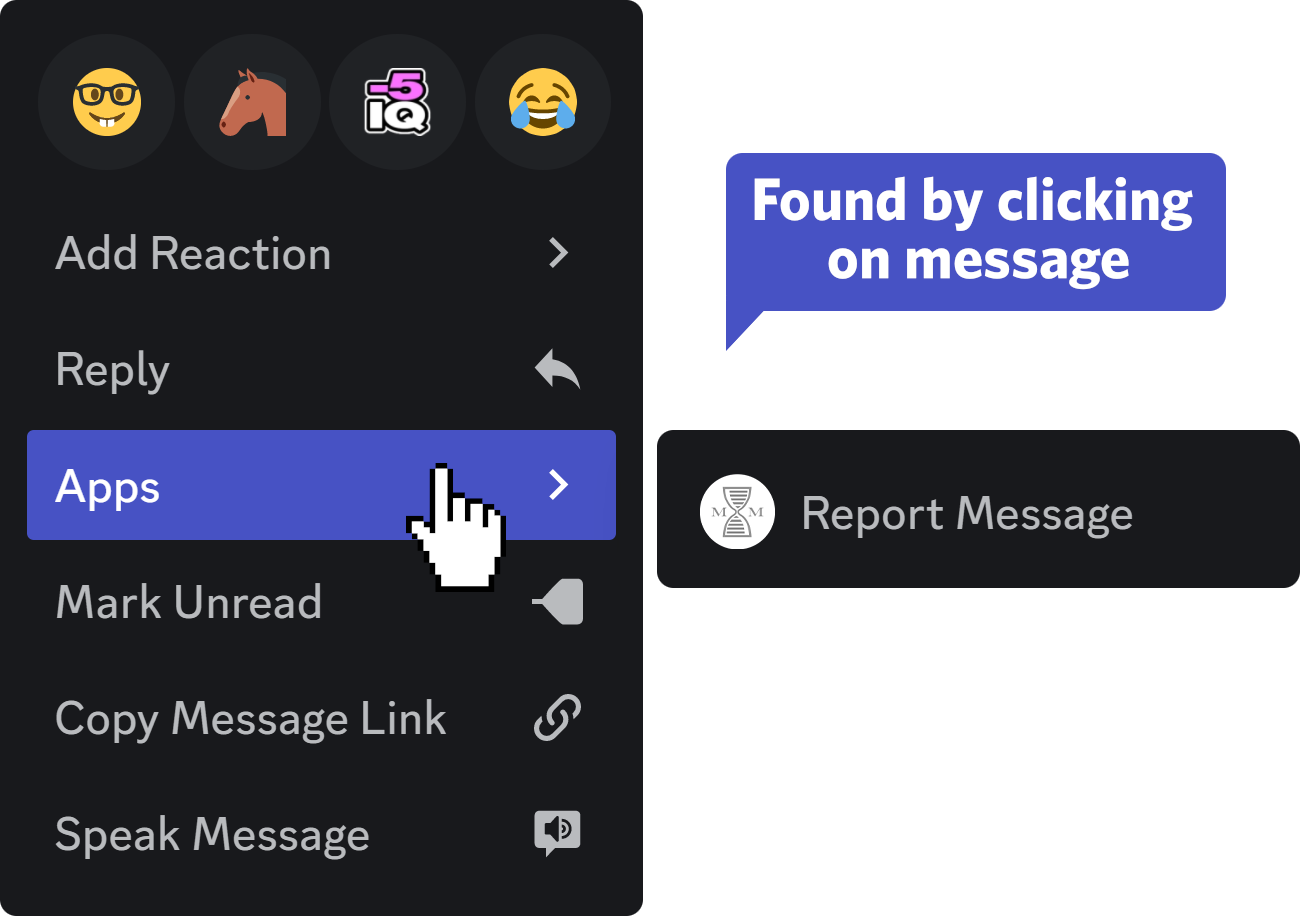 -5
IQ
Add Reaction
Reply
Apps
Mark Unread
Copy Message Link
Speak Message
Found by clicking
on message
M M
Report Message